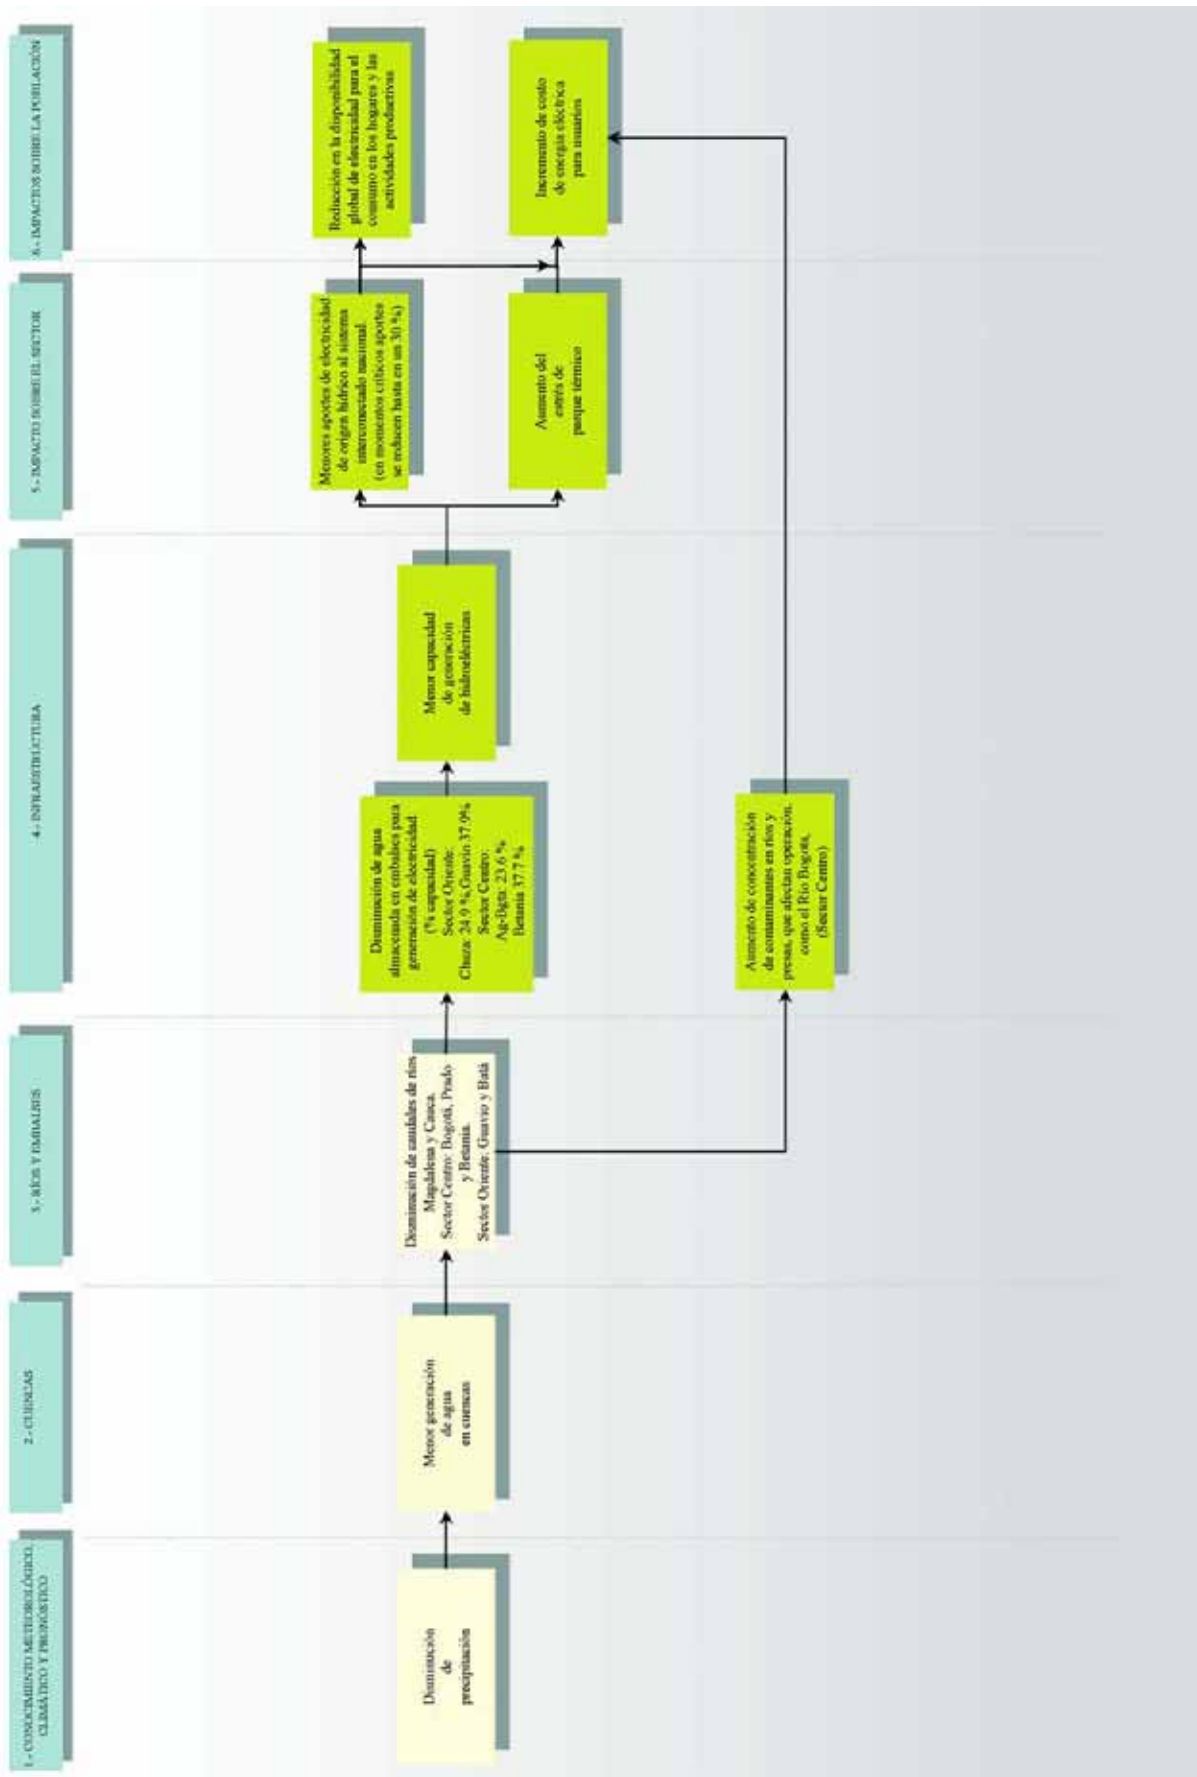 1.- CONOCIMIENTO METEOROLÓGICO,
CLIMÁTICO Y PRONÓSTICO
2.- CUENCAS
3.- RÍOS Y EMBALSES
4.- INFRAESTRUCTURA
5.- IMPACTO SOBRE EL SECTOR
6.- IMPACTOS SOBRE LA POBLACIÓN
Disminución
de
precipitación
Menor generación
de agua
en cuencas
Disminución de caudales de ríos
Magdalena y Cauca.
Sector Centro: Bogotá, Prado
y Betania.
Sector Oriente: Guavio y Batá
Disminución de agua
almacenada en embalses para
generación de electricidad
(% capacidad)
Sector Oriente:
Chuza: 24.9 % Guavio 37.9%
Sector Centro:
Ag-Bgta: 23.6 %
Betania 37.7 %
Menor capacidad
de generación
de hidroeléctricas
Aumento de concentración
de contaminantes en ríos y
presas, que afectan operación,
como el Río Bogota,
(Sector Centro)
Menores aportes de electricidad
de origen hídrico al sistema
interconectado nacional.
(en momentos críticos aportes
se reducen hasta en un 30 %)
Aumento del
estrés de
parque térmico
Reducción en la disponibilidad
global de electricidad para el
consumo en los hogares y las
actividades productivas
Incremento de costo
de energía eléctrica
para usuarios